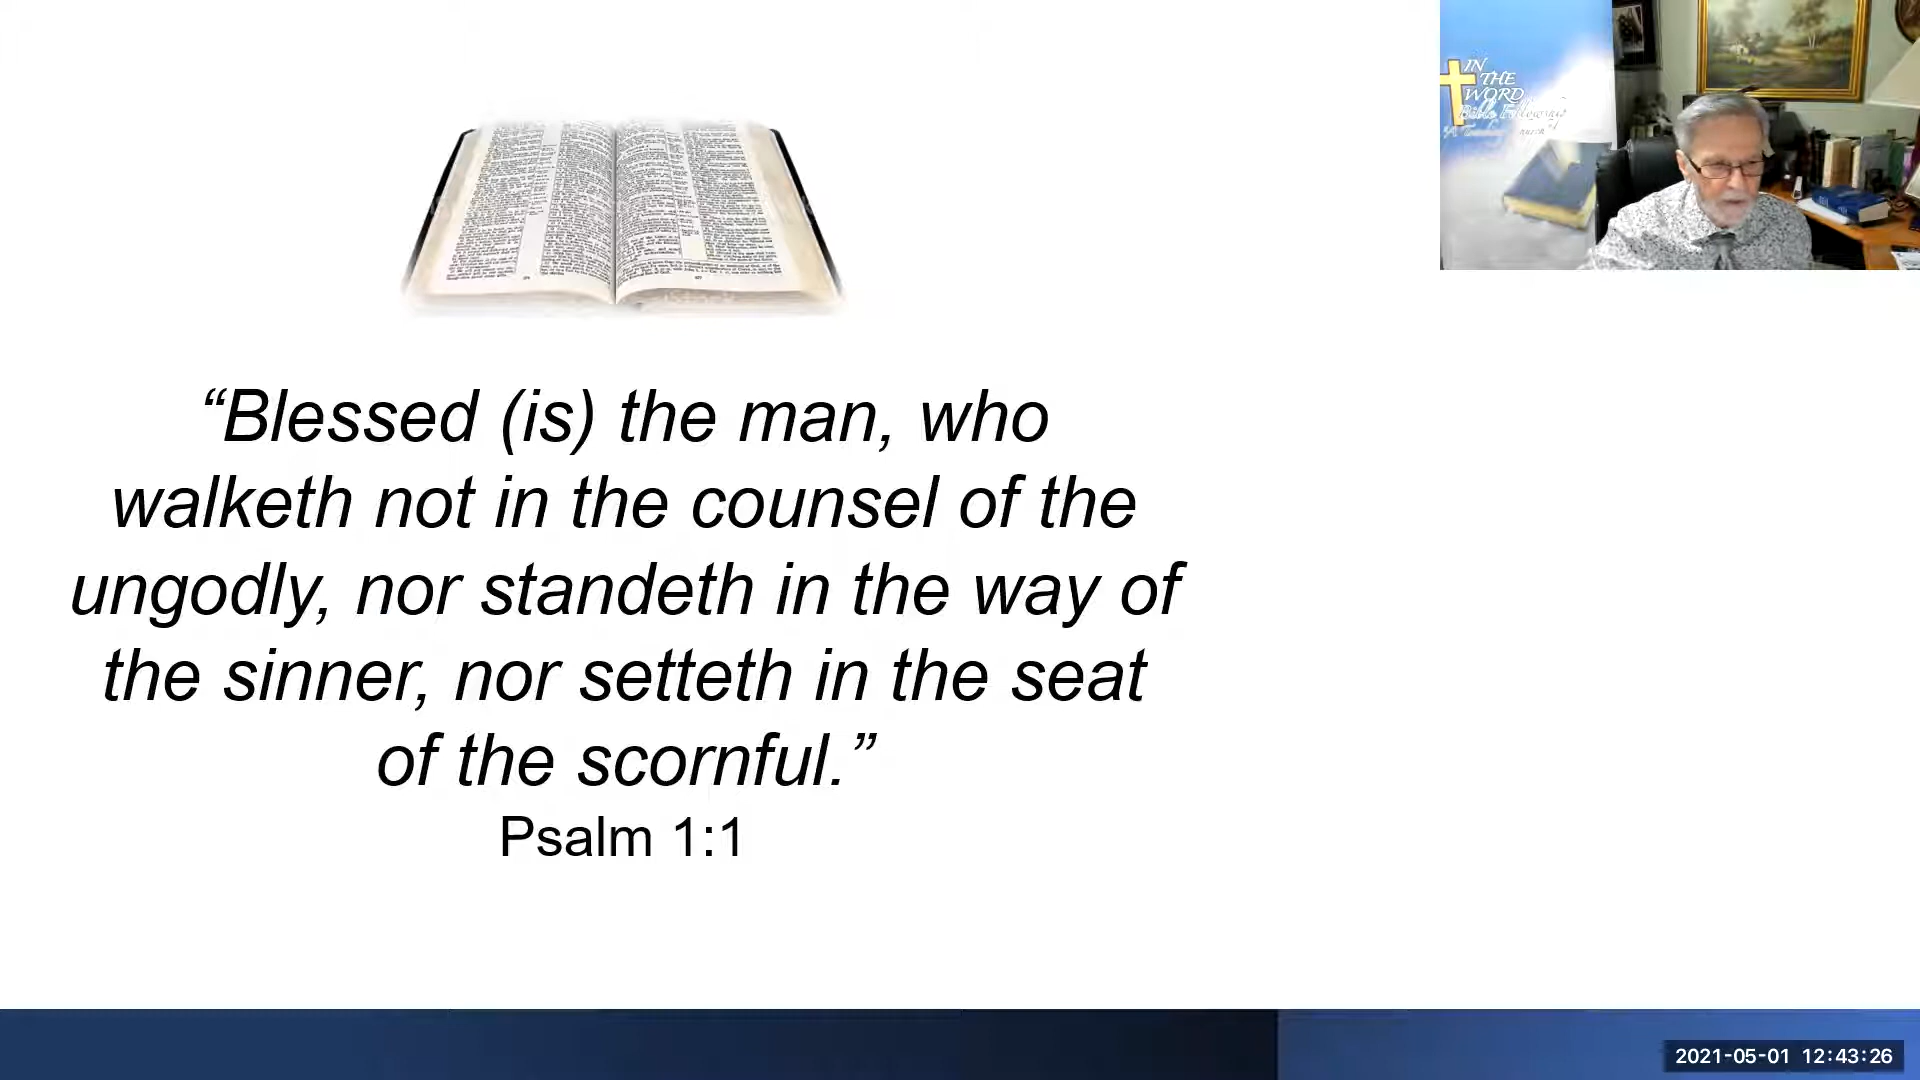 “Blessed (is) the man, who
walketh not in the counsel of the
ungodly, nor standeth in the way of
the sinner, nor setteth in the seat
of the scornful.”
Psalm 1:1
IN
THE
WORD
Bible Fellowship
2021-05-01 12:43:26